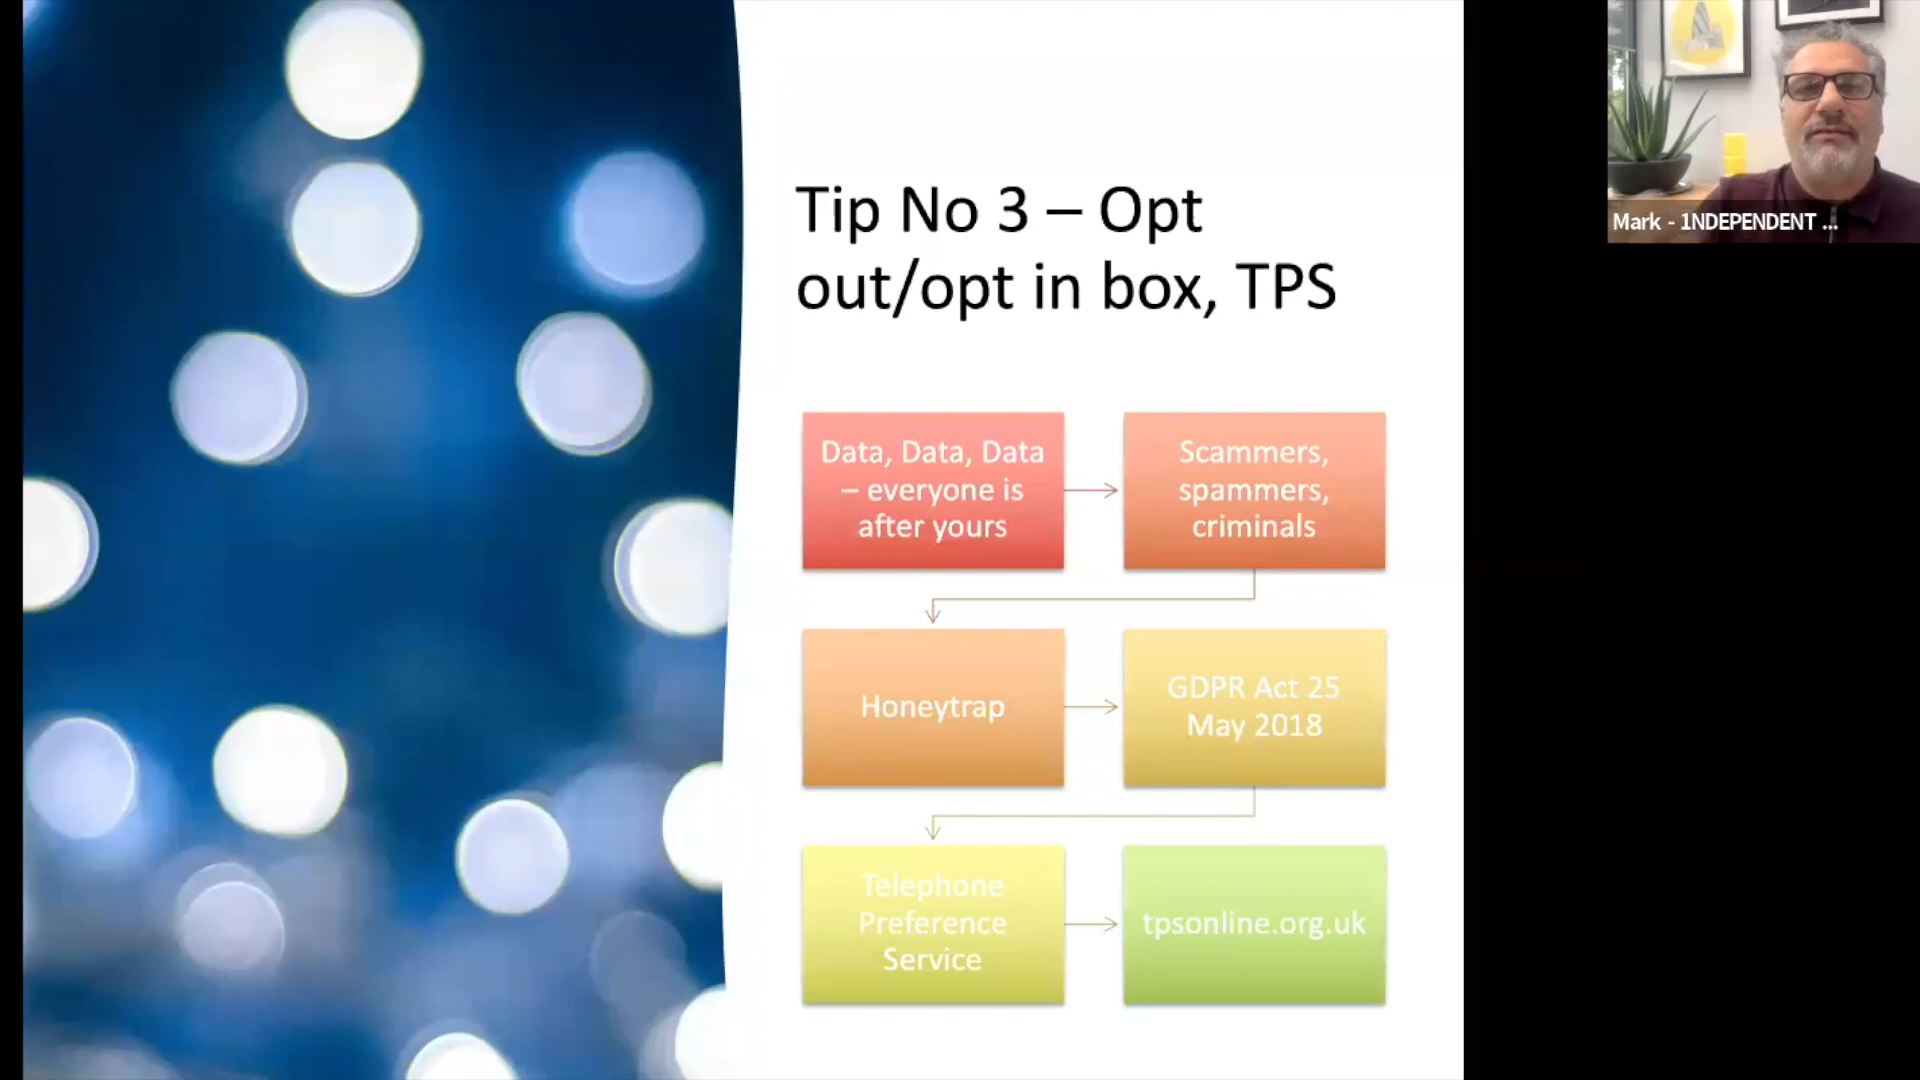 Tip No 3 – Opt
out/opt in box, TPS
Data, Data, Data
– everyone is
after yours
Scammers,
spammers,
criminals
Honeytrap
GDPR Act 25
May 2018
Telephone
Preference
Service
tpsonline.org.uk
Mark - 1NDEPENDENT ...